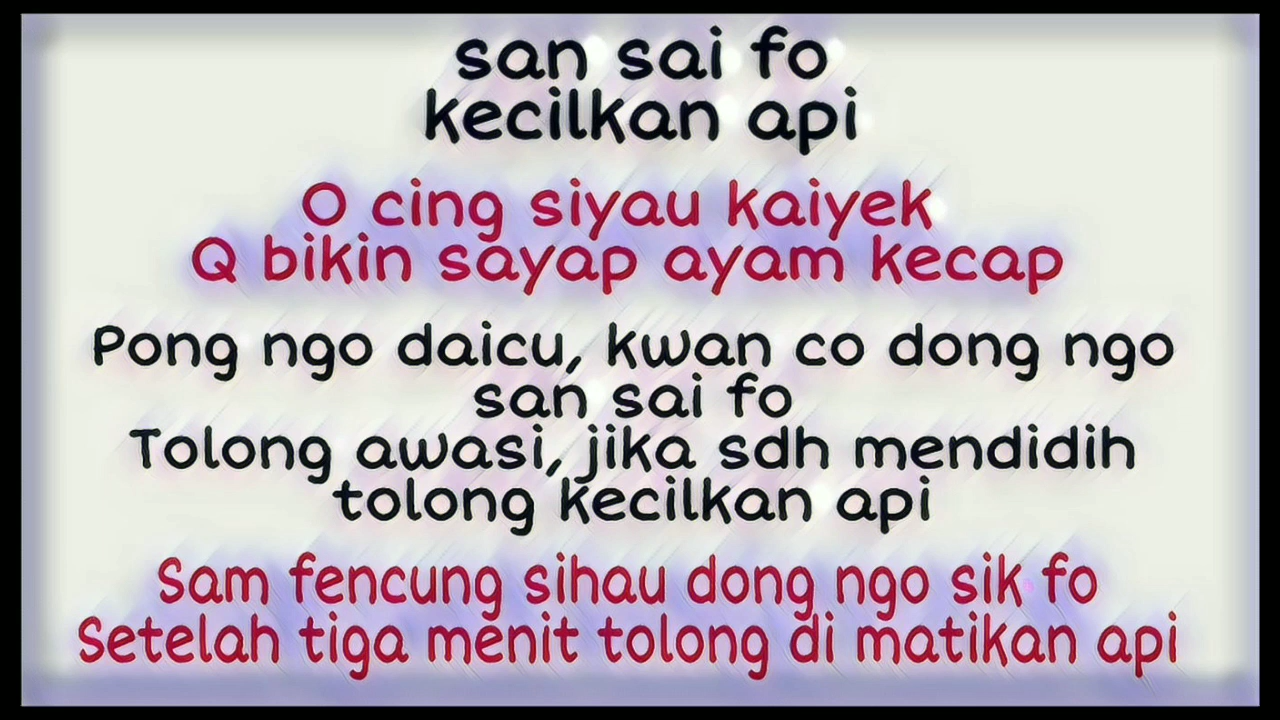 san sai fo
kecilkan api
O cing siyau kaiyek
Q bikin sayap ayam kecap
Pong ngo daicu, kwan co dong ngo
san sai fo
Tolong awasi, jika sdh mendidih
tolong kecilkan api
Sam fencung sihau dong ngo sik fo
Setelah tiga menit tolong di matikan api